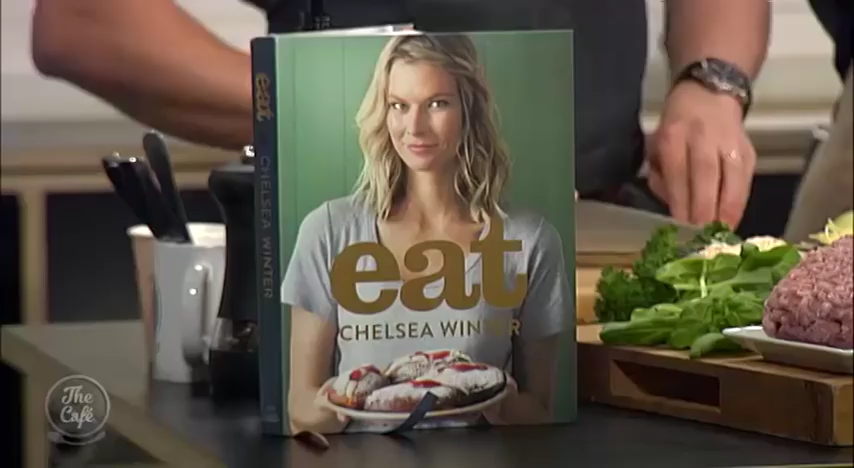 eat
CHELSEA WINTER
eat
CHELSEA WINTER
The
Café